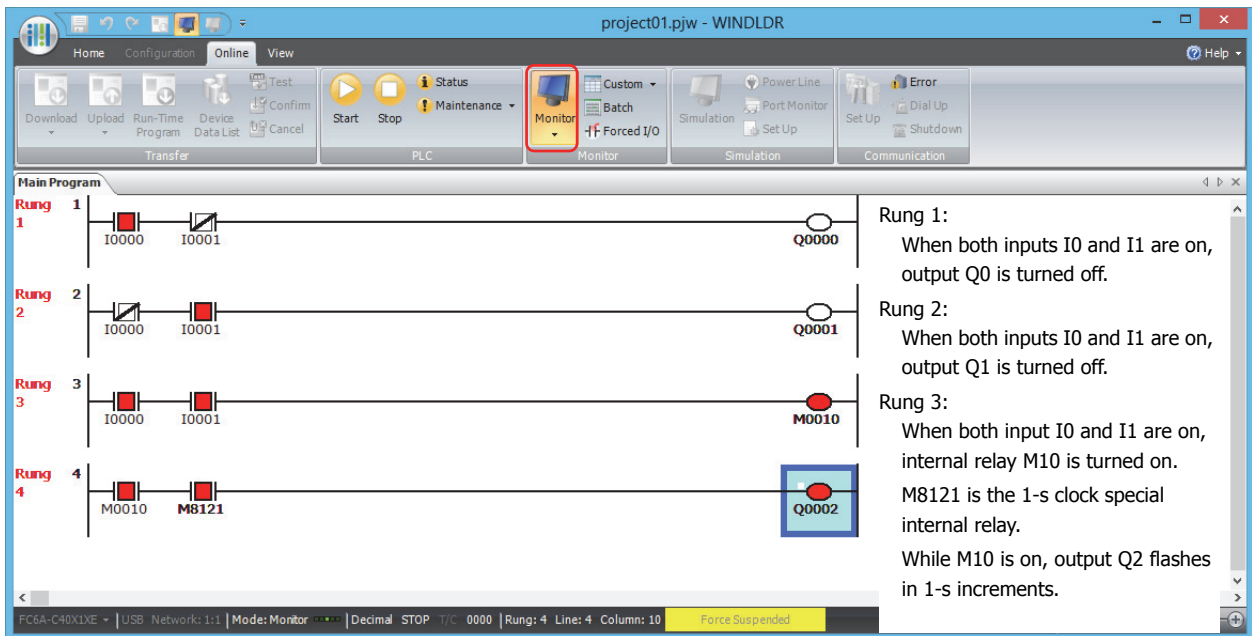 project01.pjw - WINDLDR
Home Configuration Online View
Help
Download
Upload
Run-Time Program
Device Data List
Test
Confirm
Cancel
Transfer
Start
Stop
Status
Maintenance
PLC
Monitor
Custom
Batch
Forced I/O
Monitor
Simulation
Power Line
Port Monitor
Set Up
Simulation
Set Up
Error
Dial Up
Shutdown
Communication
Main Program
Rung 1
1
I0000 I0001 Q0000
Rung 2
2
I0000 I0001 Q0001
Rung 3
3
I0000 I0001 M0010
Rung 4
4
M0010 M8121 Q0002
Rung 1:
When both inputs I0 and I1 are on,
output Q0 is turned off.
Rung 2:
When both inputs I0 and I1 are on,
output Q1 is turned off.
Rung 3:
When both input I0 and I1 are on,
internal relay M10 is turned on.
M8121 is the 1-s clock special
internal relay.
While M10 is on, output Q2 flashes
in 1-s increments.
FC6A-C40X1XE USB Network: 1:1 Mode: Monitor Decimal STOP T/C 0000 Rung: 4 Line: 4 Column: 10 Force Suspended